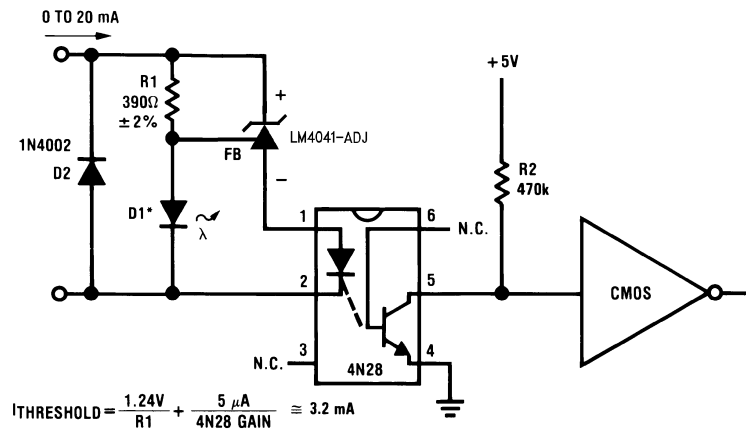 0 TO 20 mA
+5V
R1
390Ω
±2%
+
LM4041-ADJ
FB
−
1N4002
D2
D1*
λ
R2
470k
1
6
N.C.
2
5
CMOS
3
N.C.
4
4N28
ITHRESHOLD = 1.24V/R1 + 5 μA/4N28 GAIN ≅ 3.2 mA